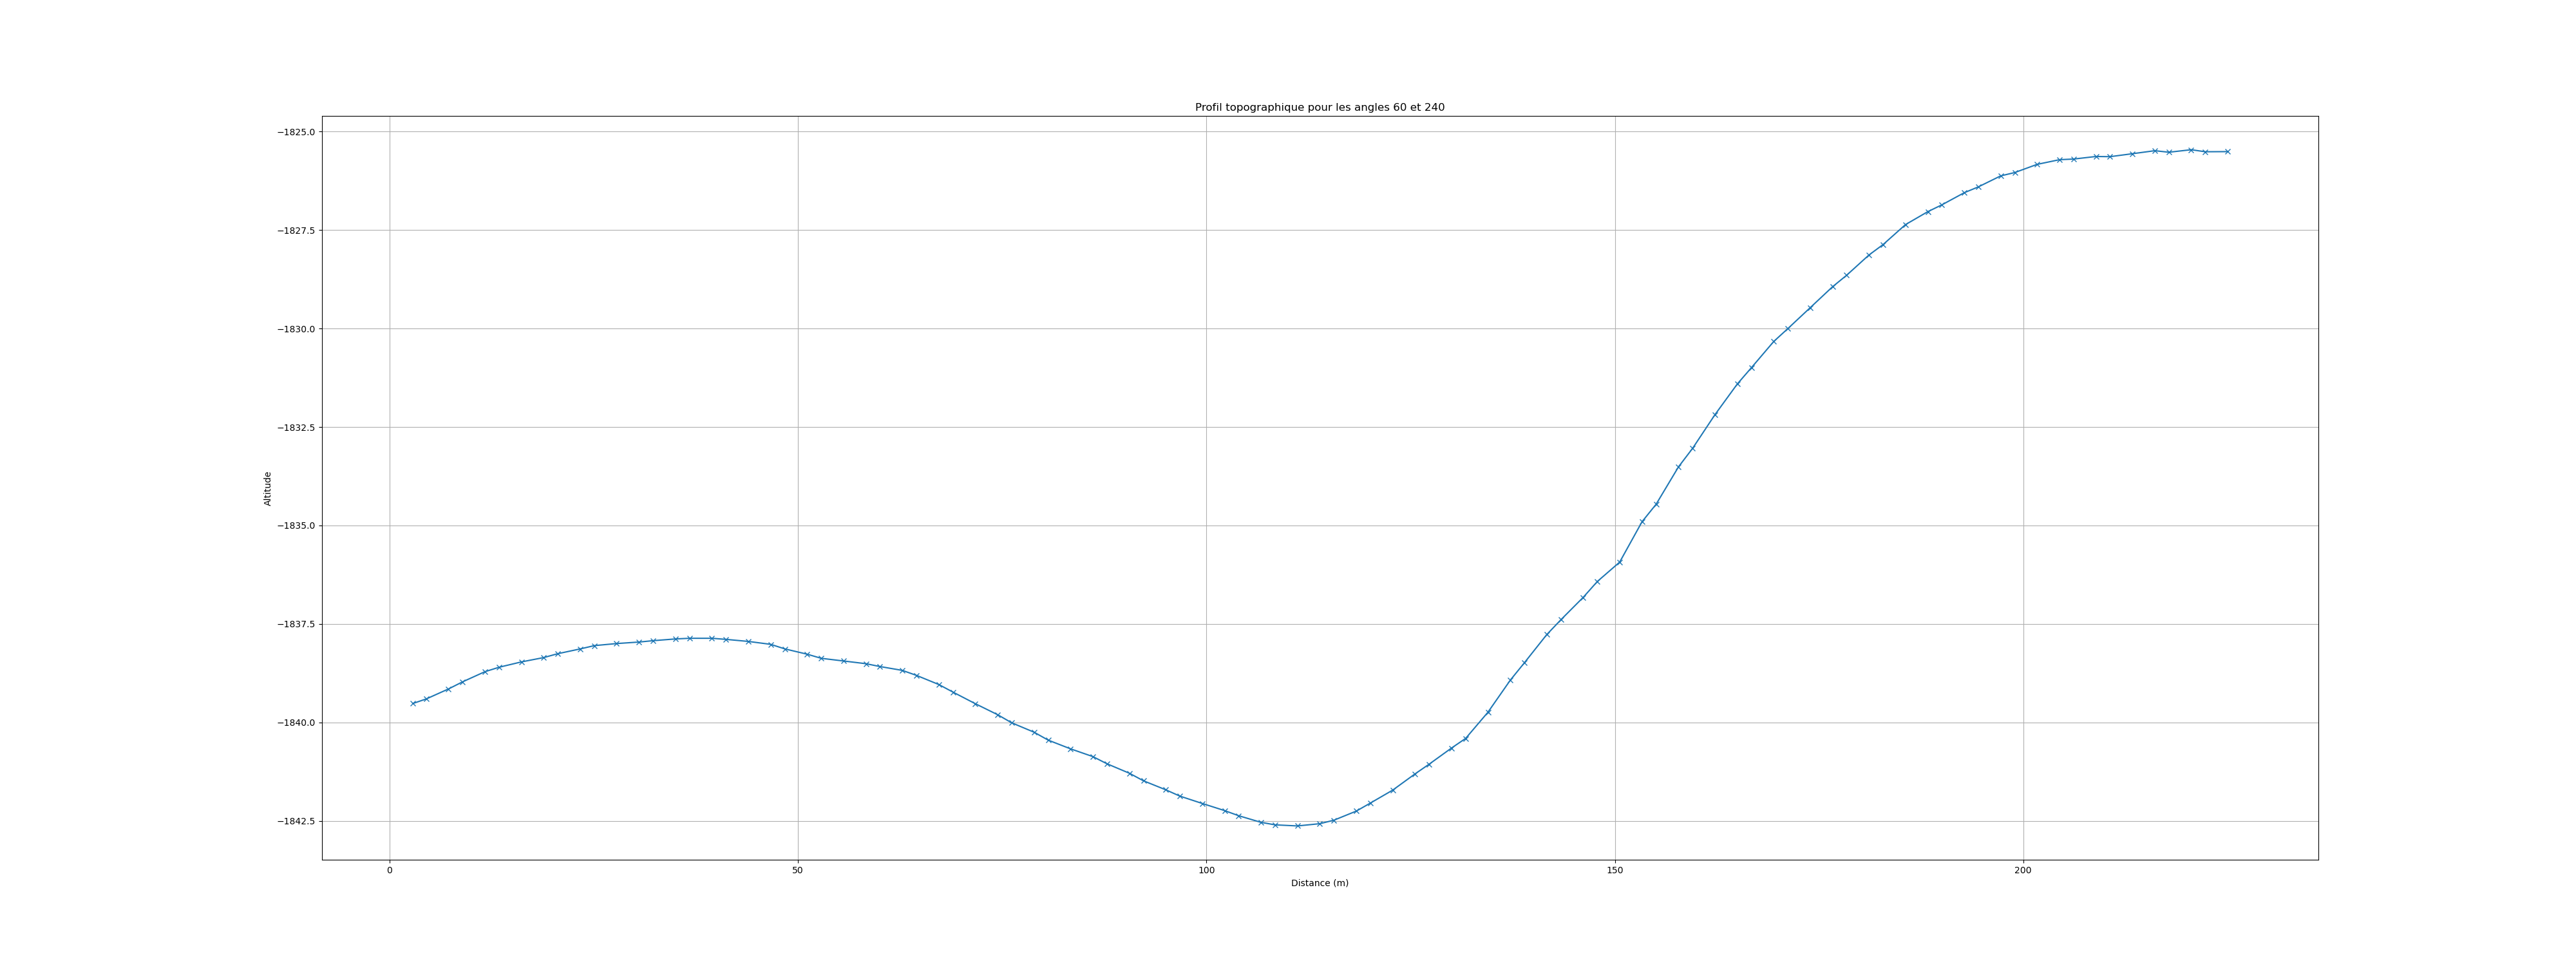 Profil topographique pour les angles 60 et 240
−1825.0
−1827.5
−1830.0
−1832.5
−1835.0
−1837.5
−1840.0
−1842.5
Altitude
0 50 100 150 200
Distance (m)